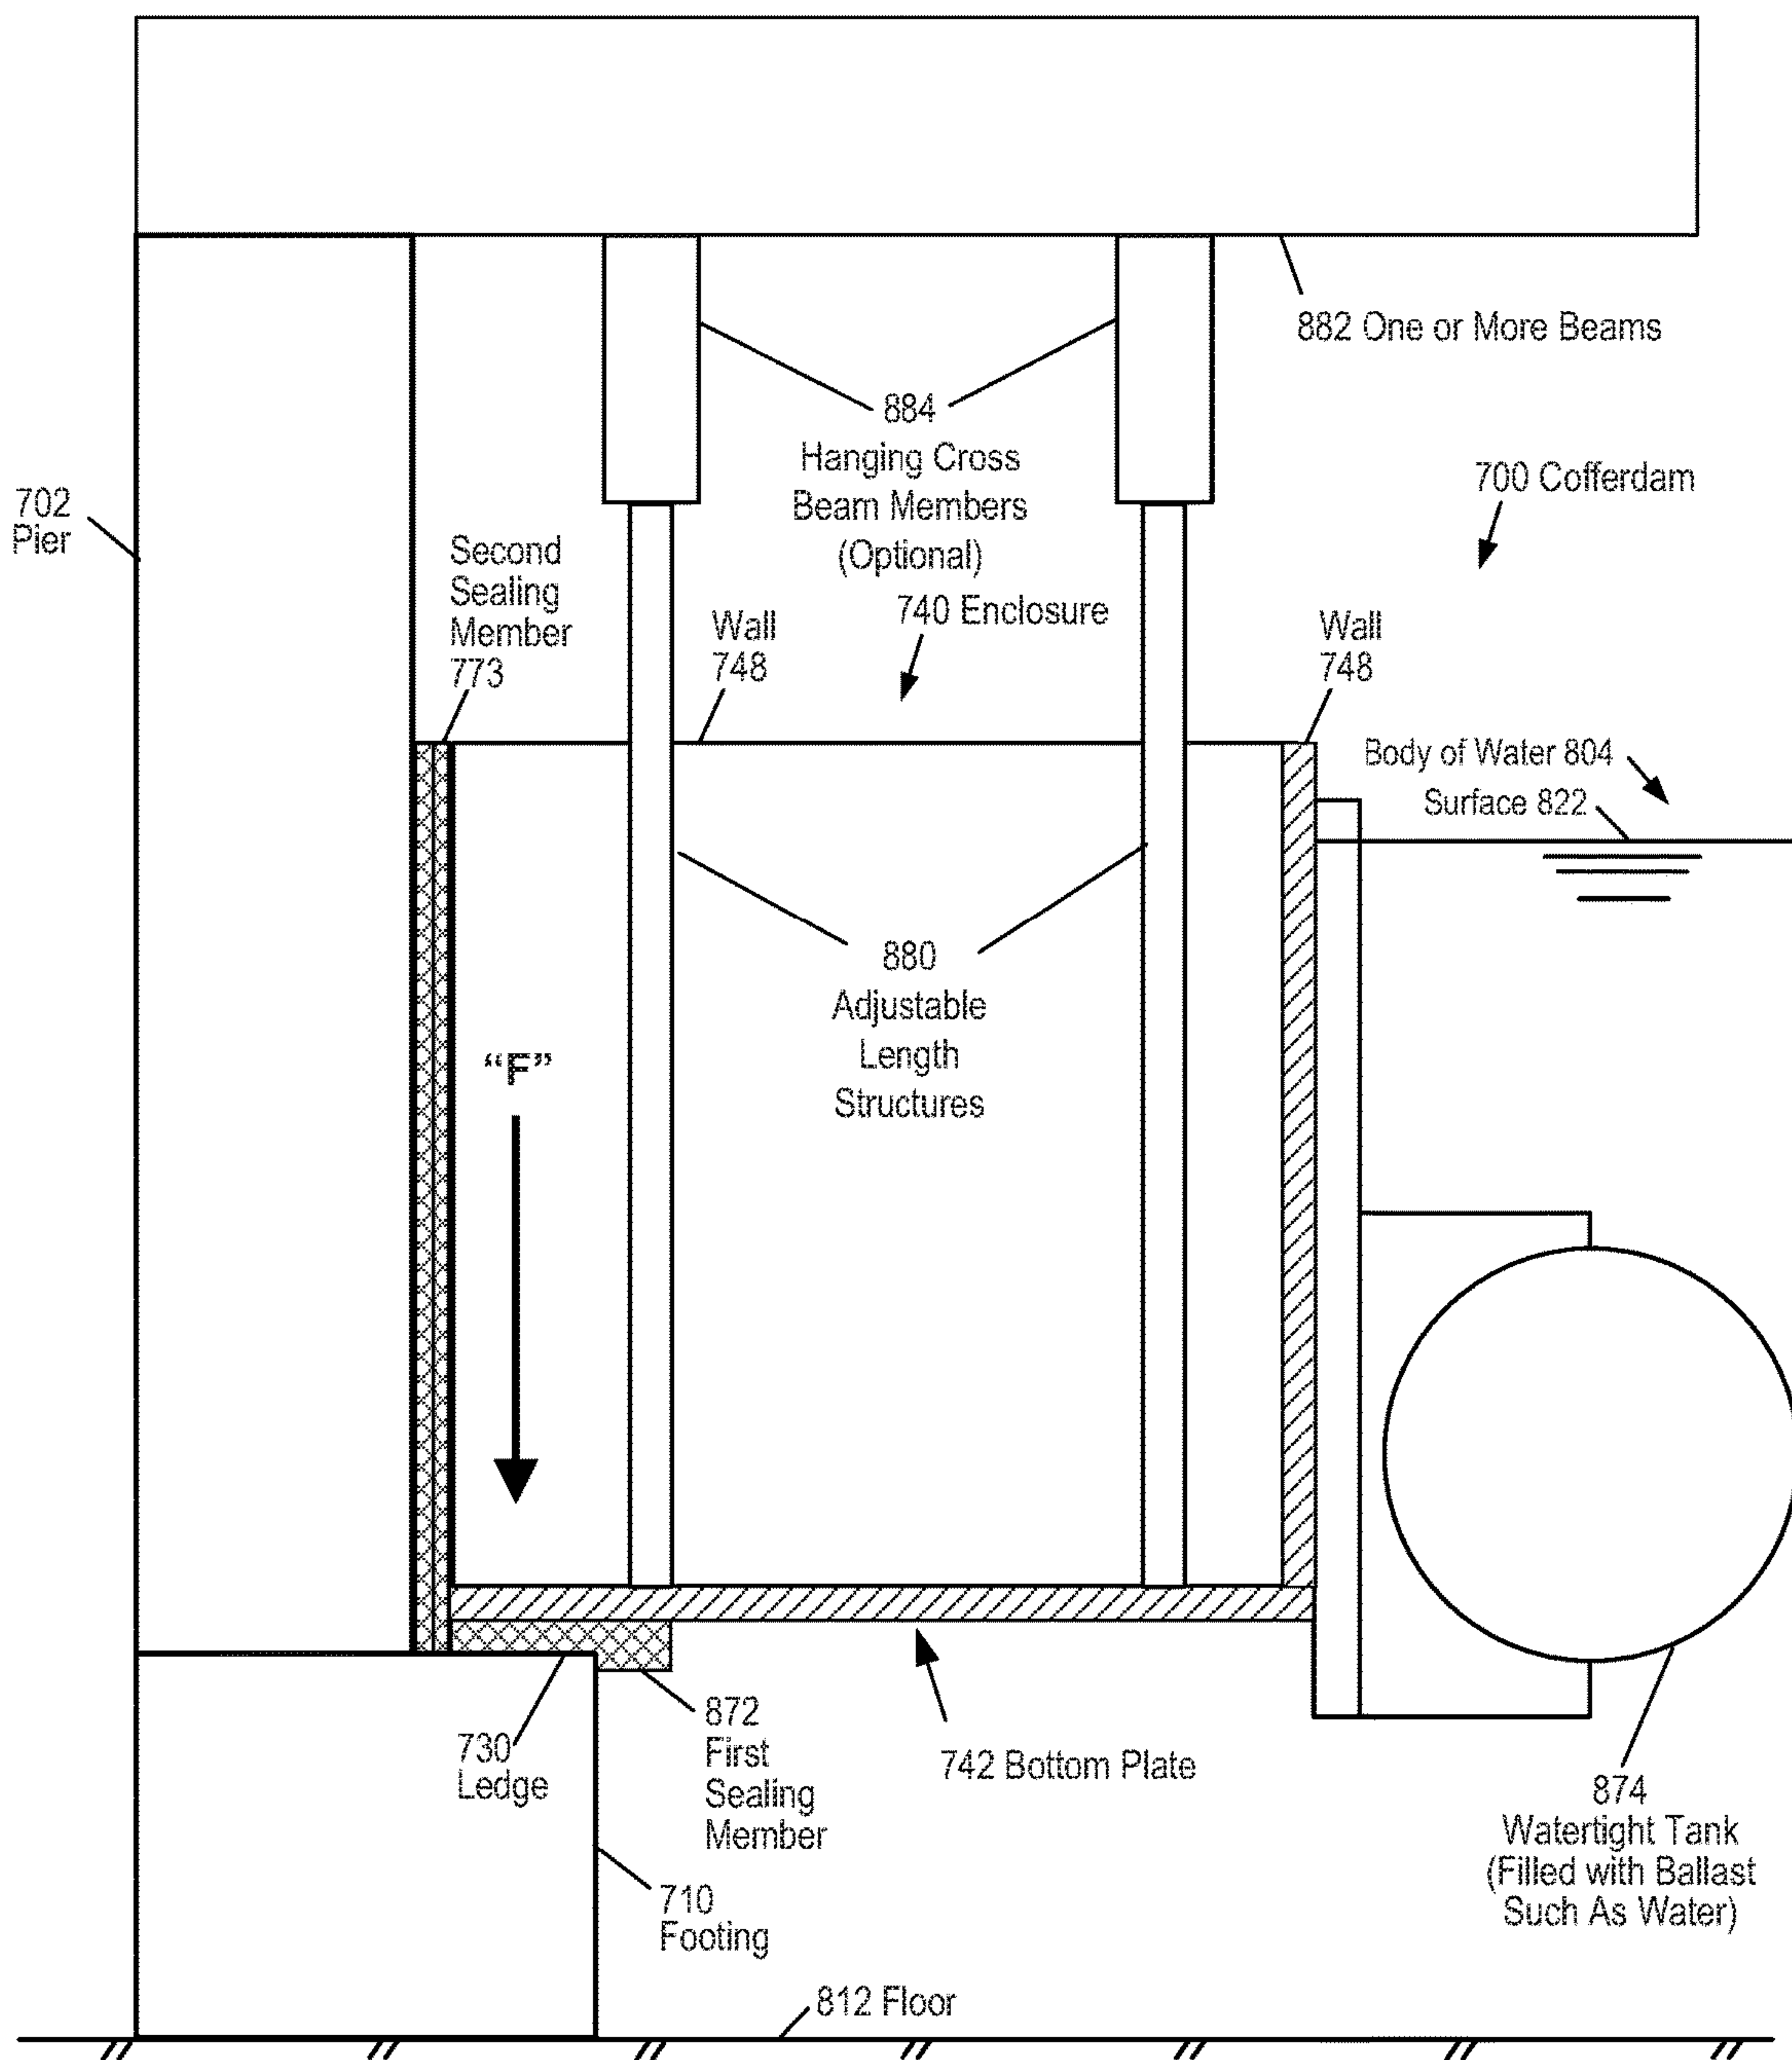 882 One or More Beams
884
Hanging Cross
Beam Members
(Optional)
700 Cofferdam
702
Pier
Second
Sealing
Member
773
Wall
748
740 Enclosure
Wall
748
Body of Water 804
Surface 822
880
Adjustable
Length
Structures
“F”
730
Ledge
872
First
Sealing
Member
742 Bottom Plate
874
Watertight Tank
(Filled with Ballast
Such As Water)
710
Footing
812 Floor